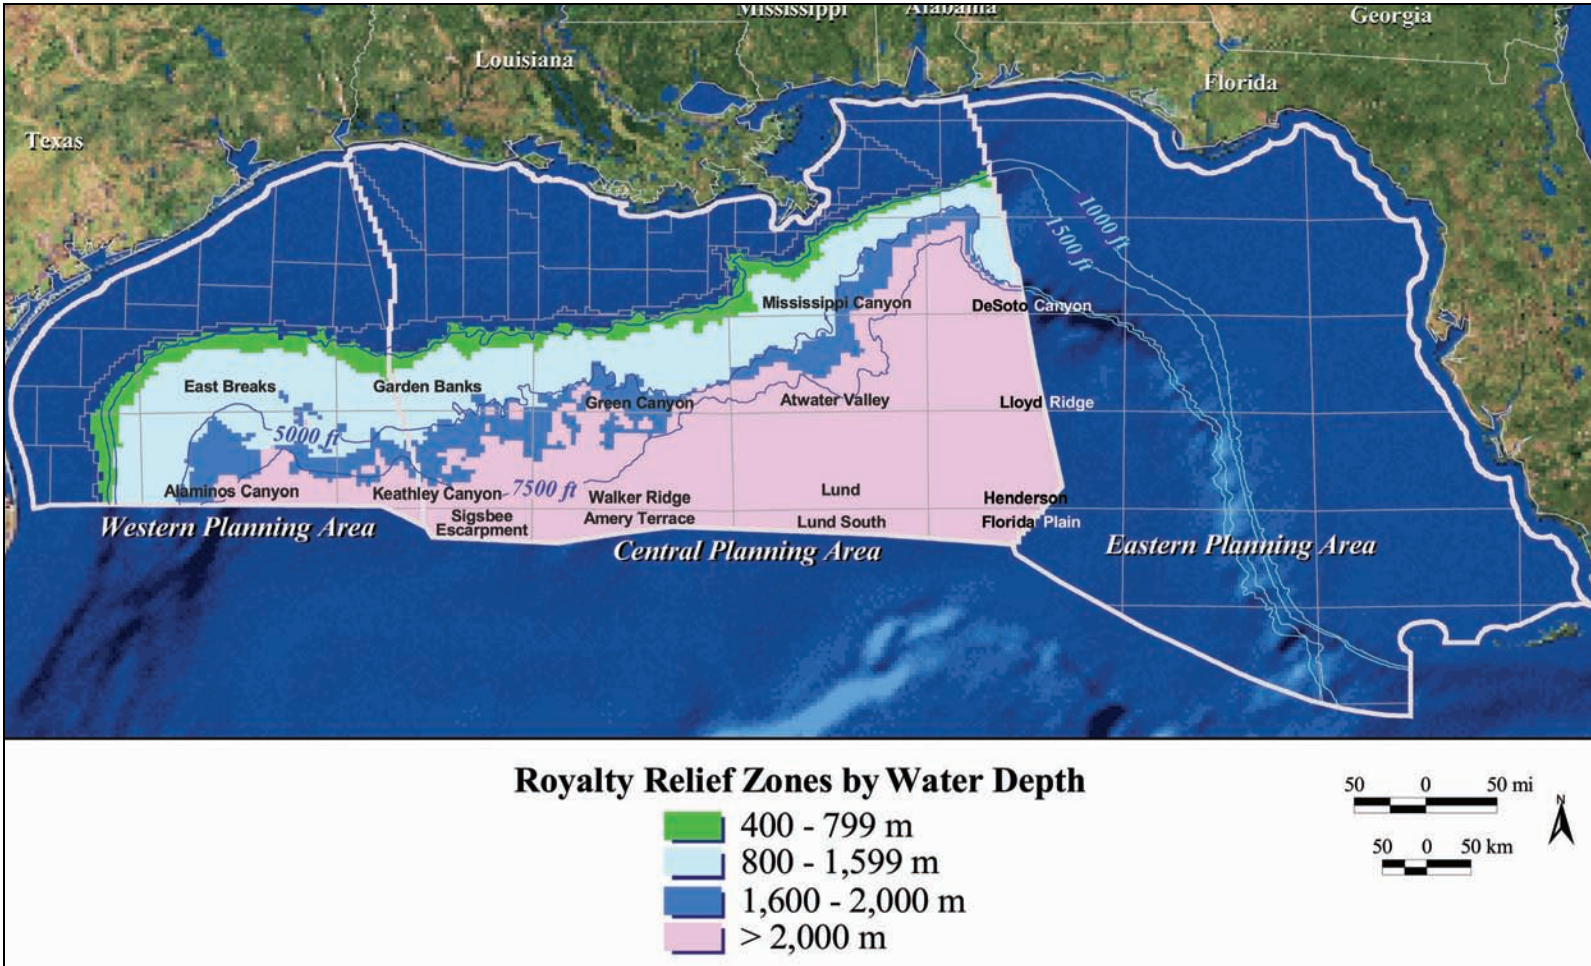 Mississippi
Alabama
Georgia
Louisiana
Florida
Texas
1000 ft
1500 ft
Mississippi Canyon
DeSoto Canyon
East Breaks
Garden Banks
Green Canyon
Atwater Valley
Lloyd Ridge
5000 ft
7500 ft
Alaminos Canyon
Keathley Canyon
Walker Ridge
Lund
Henderson
Sigsbee
Escarpment
Amery Terrace
Lund South
Florida Plain
Western Planning Area
Central Planning Area
Eastern Planning Area
Royalty Relief Zones by Water Depth
400 - 799 m
800 - 1,599 m
1,600 - 2,000 m
> 2,000 m
50 0 50 mi
50 0 50 km
N